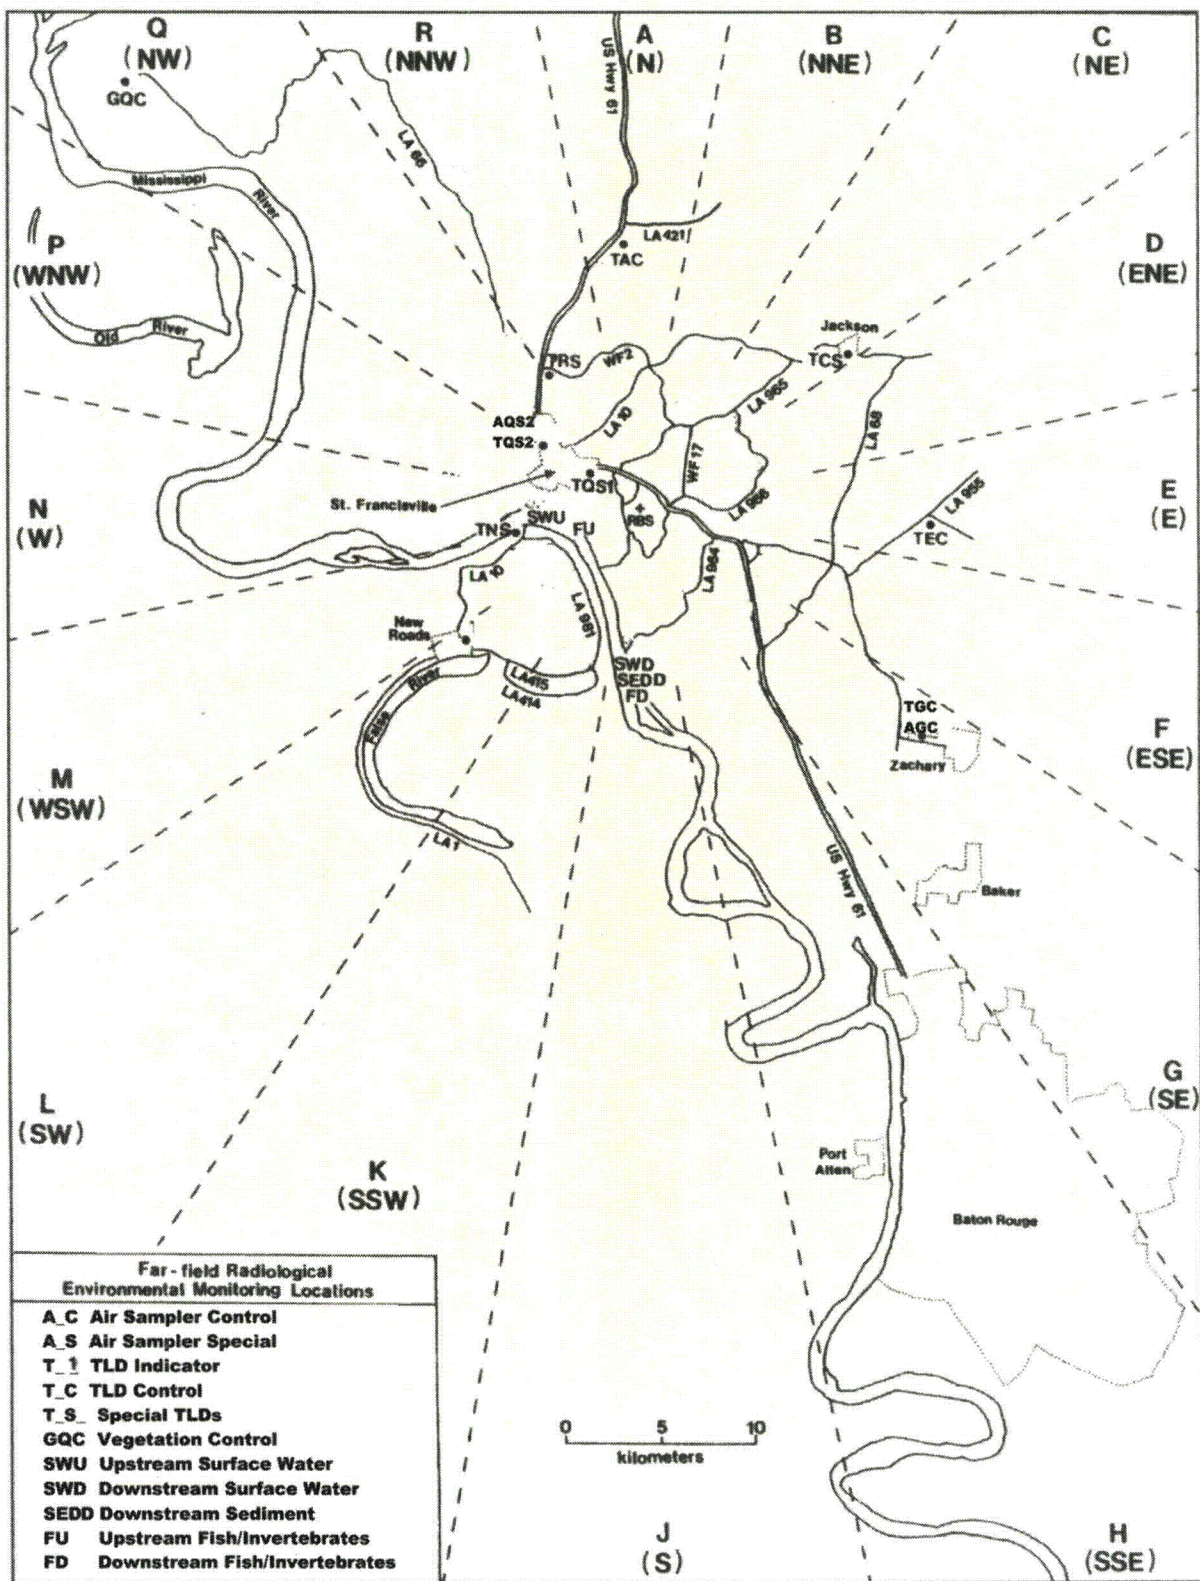 Q
(NW)
R
(NNW)
A
(N)
B
(NNE)
C
(NE)
US Hwy 61
GQC
LA 66
Mississippi
River
P
(WNW)
LA 421
TAC
D
(ENE)
Old
River
Jackson
TCS
TRS
WF2
LA 965
LA 10
LA 68
AQS2
TQS2
WF 17
TQS1
LA 966
LA 955
St. Francisville
N
(W)
E
(E)
RBS
SWU
TNS
FU
TEC
LA 10
LA 964
LA 981
New
Roads
SWD
SEDD
FD
LA415
LA414
False
River
TGC
AGC
Zachary
F
(ESE)
M
(WSW)
LA 1
US Hwy 61
Baker
G
(SE)
L
(SW)
Port
Allen
K
(SSW)
Baton Rouge
Far-field Radiological
Environmental Monitoring Locations
A_C Air Sampler Control
A_S Air Sampler Special
T_1 TLD Indicator
T_C TLD Control
T_S_ Special TLDs
GQC Vegetation Control
SWU Upstream Surface Water
SWD Downstream Surface Water
SEDD Downstream Sediment
FU Upstream Fish/Invertebrates
FD Downstream Fish/Invertebrates
0 5 10
kilometers
J
(S)
H
(SSE)